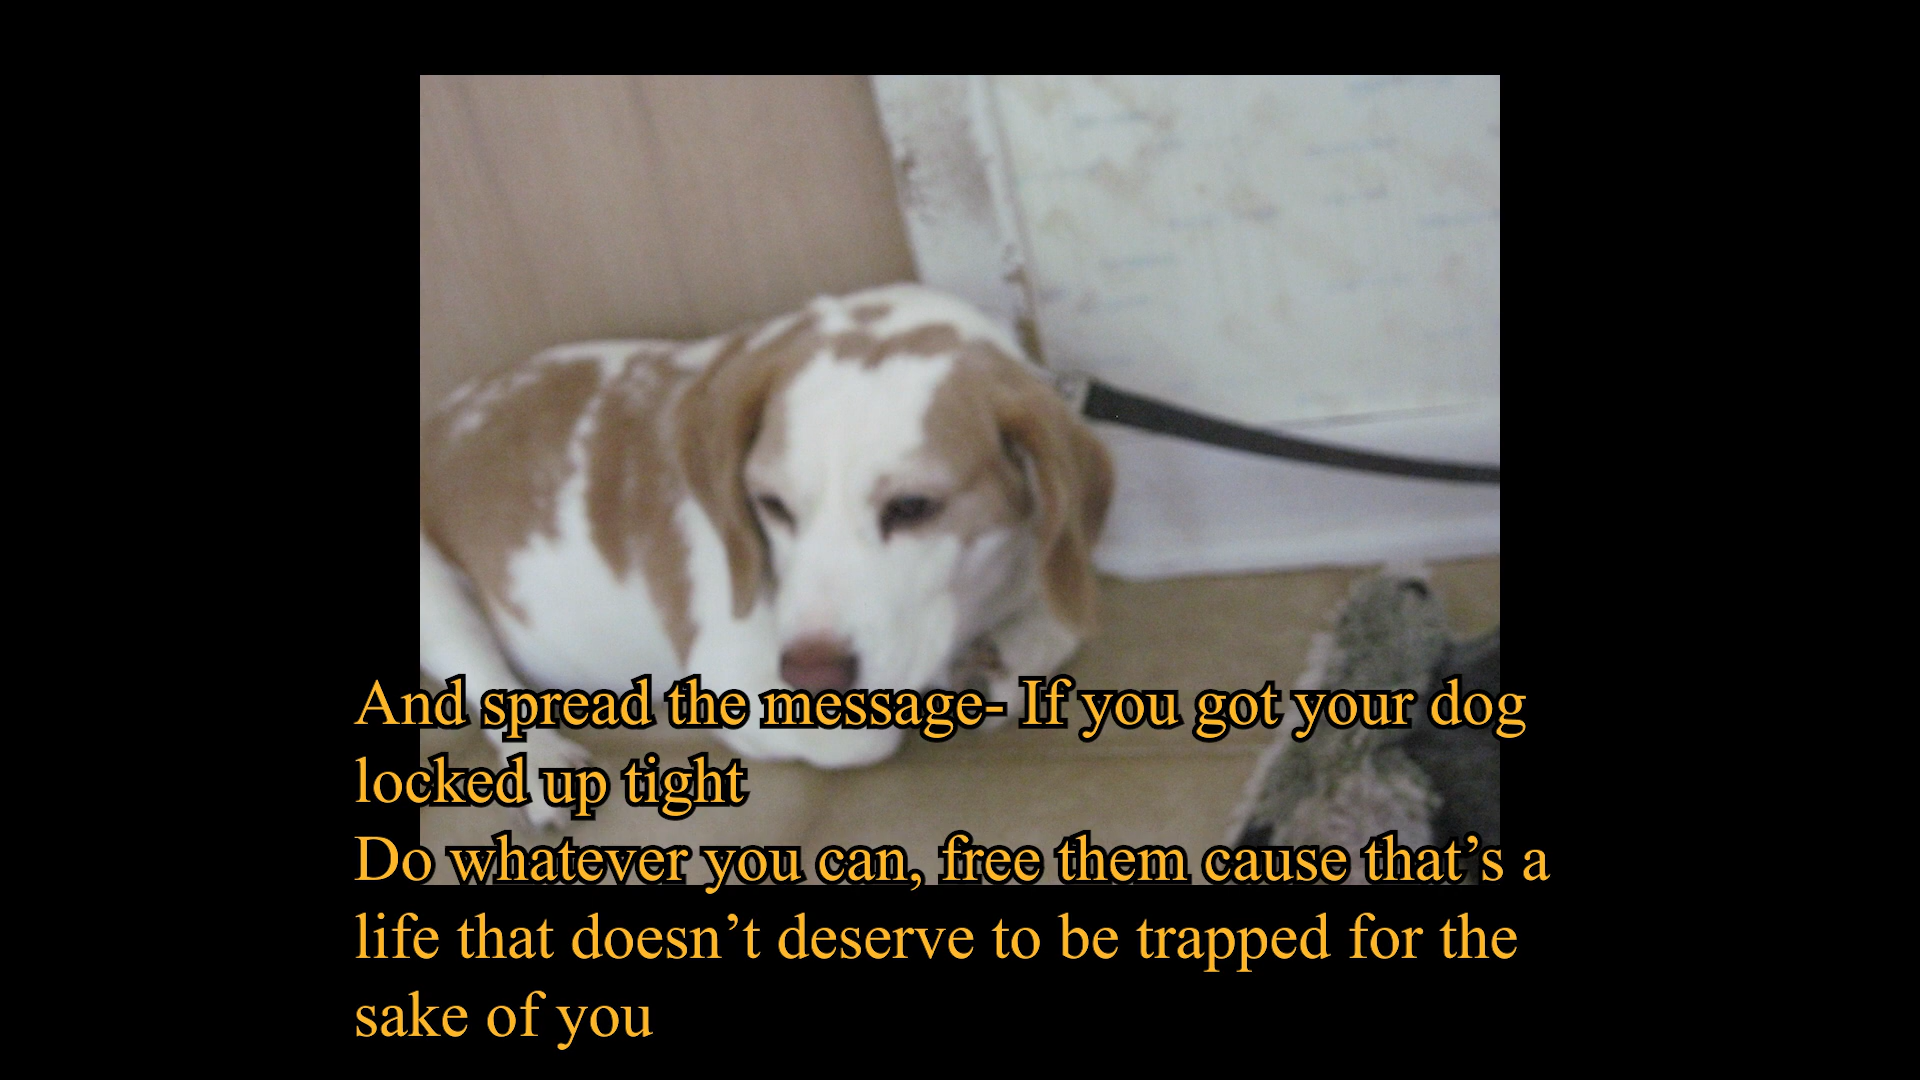 And spread the message- If you got your dog
locked up tight
Do whatever you can, free them cause that’s a
life that doesn’t deserve to be trapped for the
sake of you